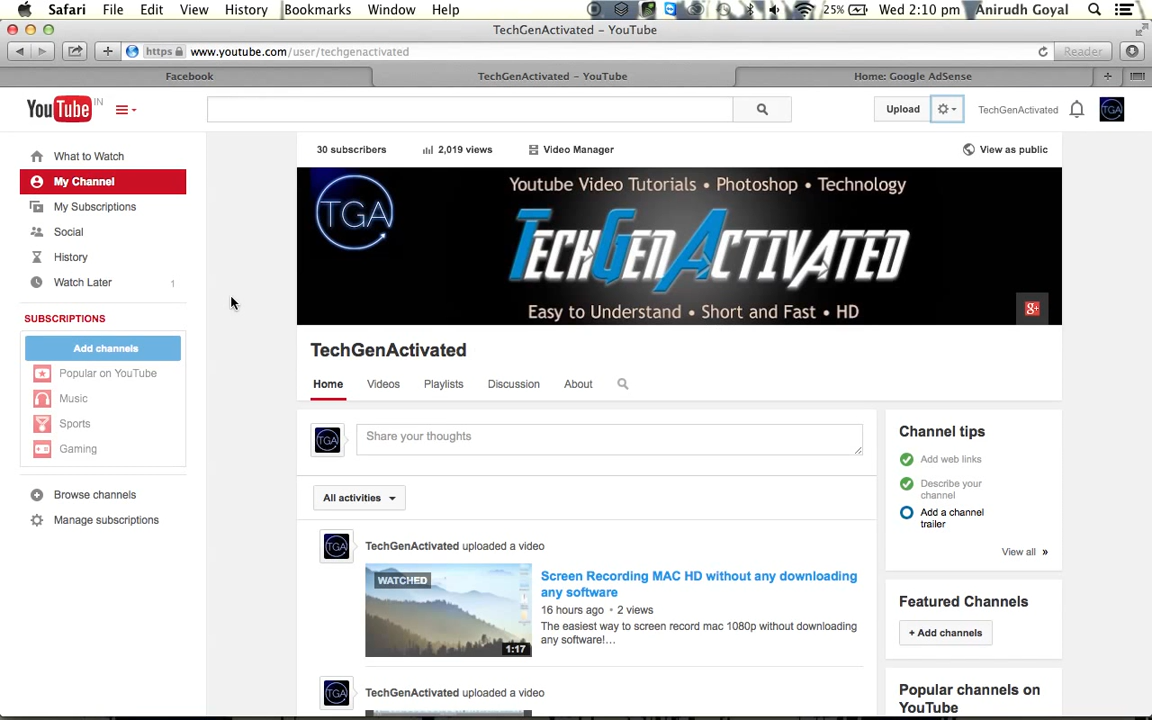 Safari File Edit View History Bookmarks Window Help 25% Wed 2:10 pm Anirudh Goyal
TechGenActivated – YouTube
https www.youtube.com/user/techgenactivated Reader
Facebook TechGenActivated – YouTube Home: Google AdSense
YouTube IN Upload TechGenActivated TGA
30 subscribers 2,019 views Video Manager View as public
What to Watch
My Channel
My Subscriptions
Social
History
Watch Later 1
SUBSCRIPTIONS
Add channels
Popular on YouTube
Music
Sports
Gaming
Browse channels
Manage subscriptions
TGA
Youtube Video Tutorials • Photoshop • Technology
TECHGENACTIVATED
Easy to Understand • Short and Fast • HD
TechGenActivated
Home Videos Playlists Discussion About
TGA Share your thoughts
All activities
TGA TechGenActivated uploaded a video
WATCHED
1:17
Screen Recording MAC HD without any downloading
any software
16 hours ago • 2 views
The easiest way to screen record mac 1080p without downloading
any software!...
TGA TechGenActivated uploaded a video
Channel tips
Add web links
Describe your
channel
Add a channel
trailer
View all »
Featured Channels
+ Add channels
Popular channels on
YouTube